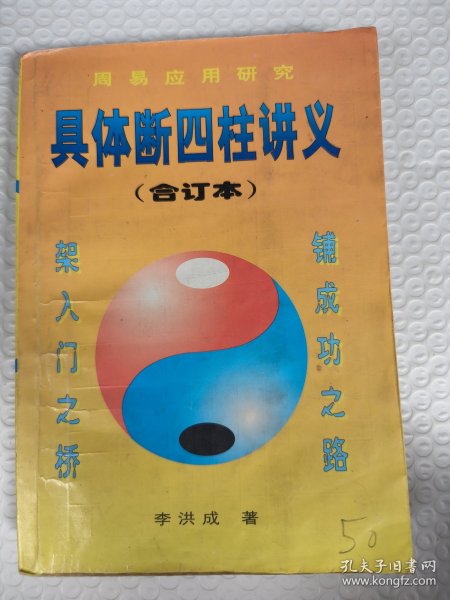 周易应用研究
具体断四柱讲义
（合订本）
架入门之桥
铺成功之路
李洪成 著
50
孔夫子旧书网
www.kongfz.com